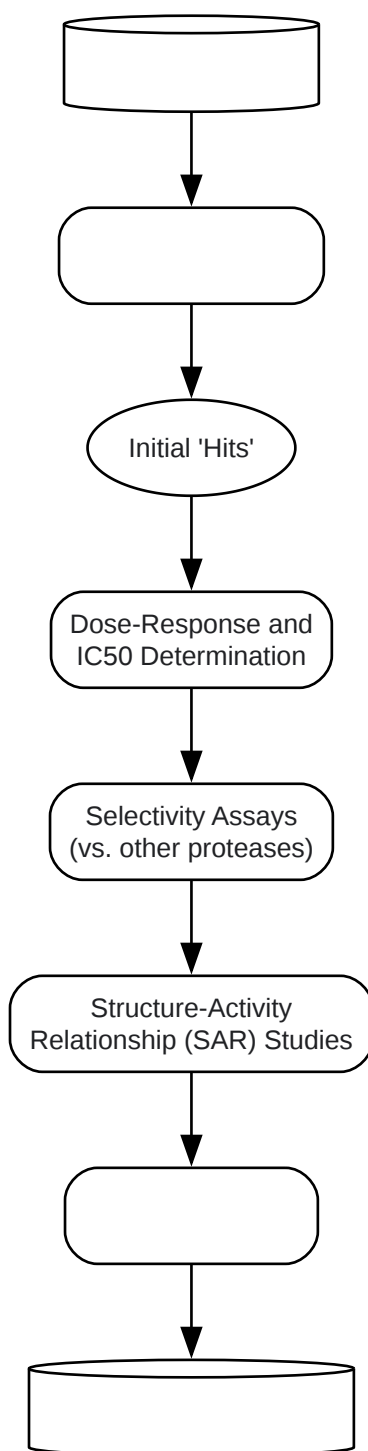 Initial 'Hits'
Dose-Response and
IC50 Determination
Selectivity Assays
(vs. other proteases)
Structure-Activity
Relationship (SAR) Studies